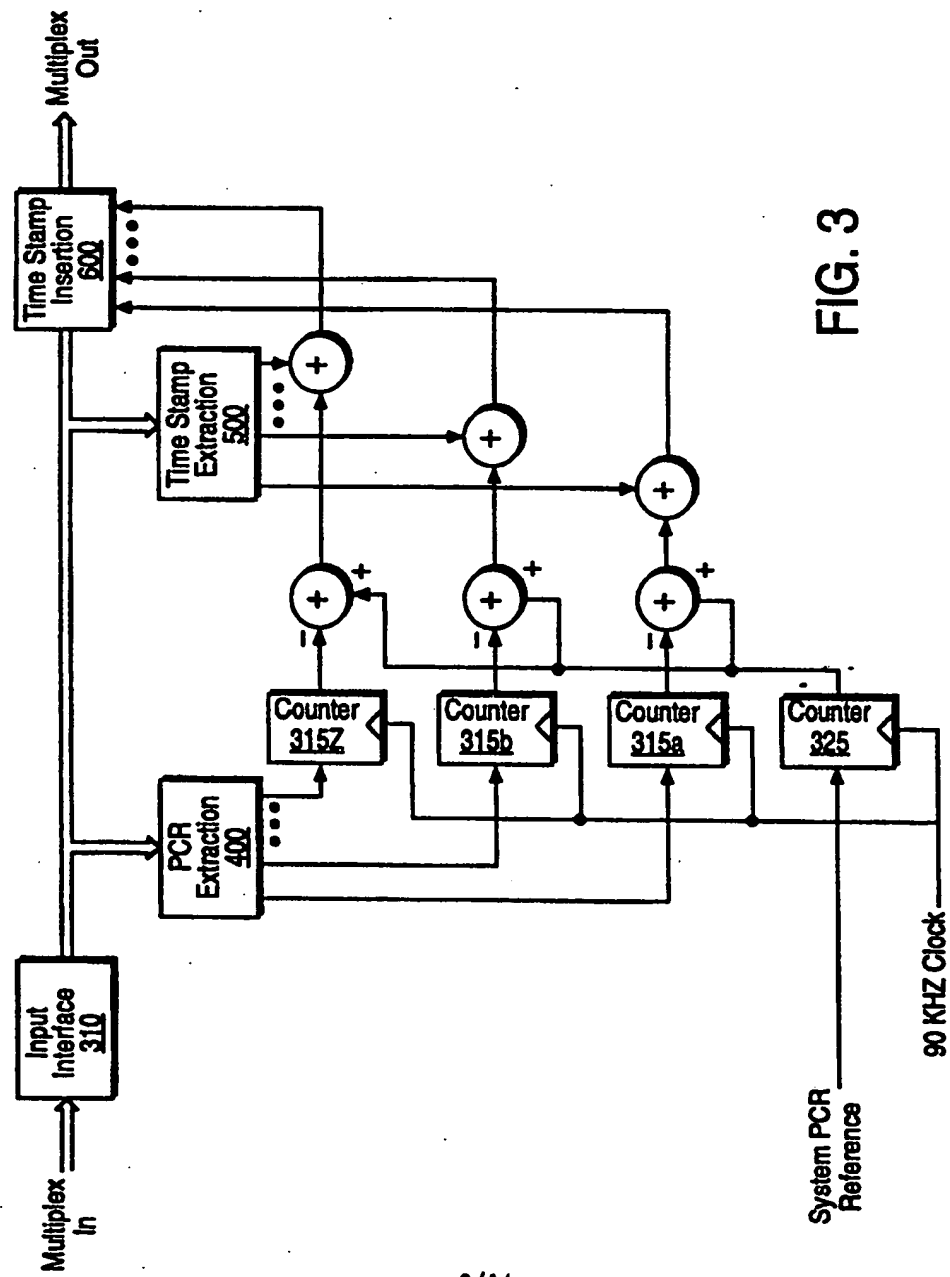 Multiplex
In
Input
Interface
310
PCR
Extraction
400
Time Stamp
Extraction
500
Time Stamp
Insertion
600
Multiplex
Out
Counter
315Z
Counter
315b
Counter
315a
Counter
325
− + +
− + +
− + +
+
+
+
System PCR
Reference
90 KHZ Clock
FIG. 3